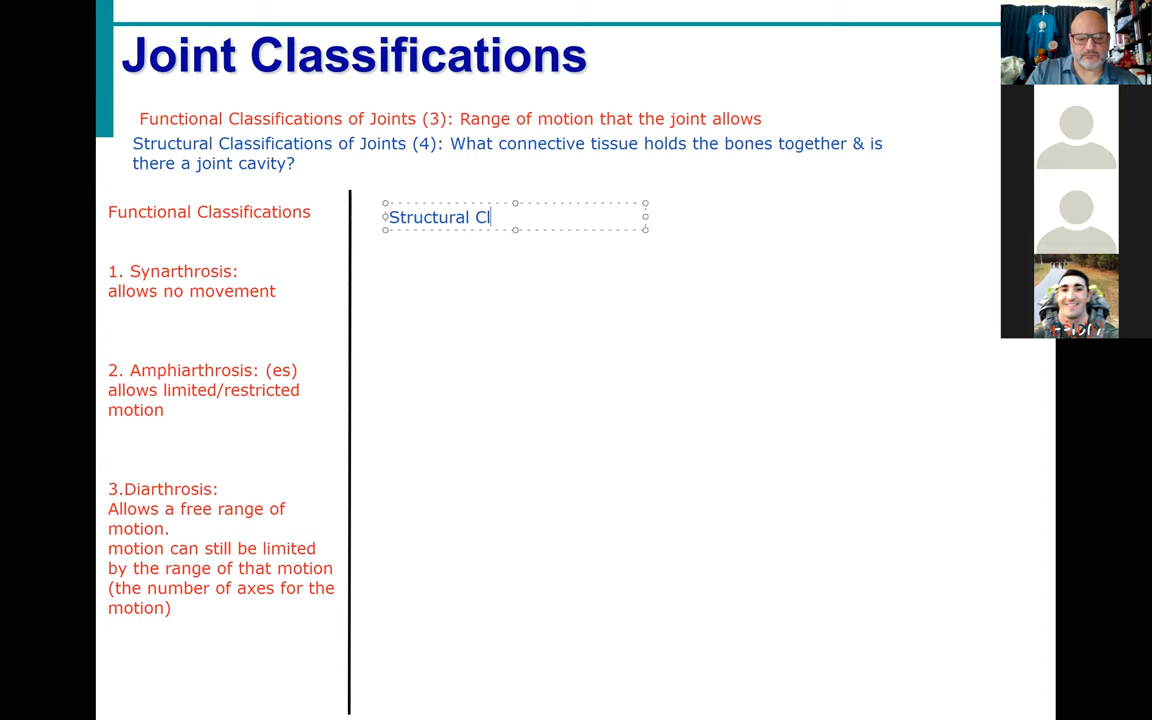 Joint Classifications
Functional Classifications of Joints (3): Range of motion that the joint allows
Structural Classifications of Joints (4): What connective tissue holds the bones together & is
there a joint cavity?
Functional Classifications
1. Synarthrosis:
allows no movement
2. Amphiarthrosis: (es)
allows limited/restricted
motion
3.Diarthrosis:
Allows a free range of
motion.
motion can still be limited
by the range of that motion
(the number of axes for the
motion)
Structural Cl